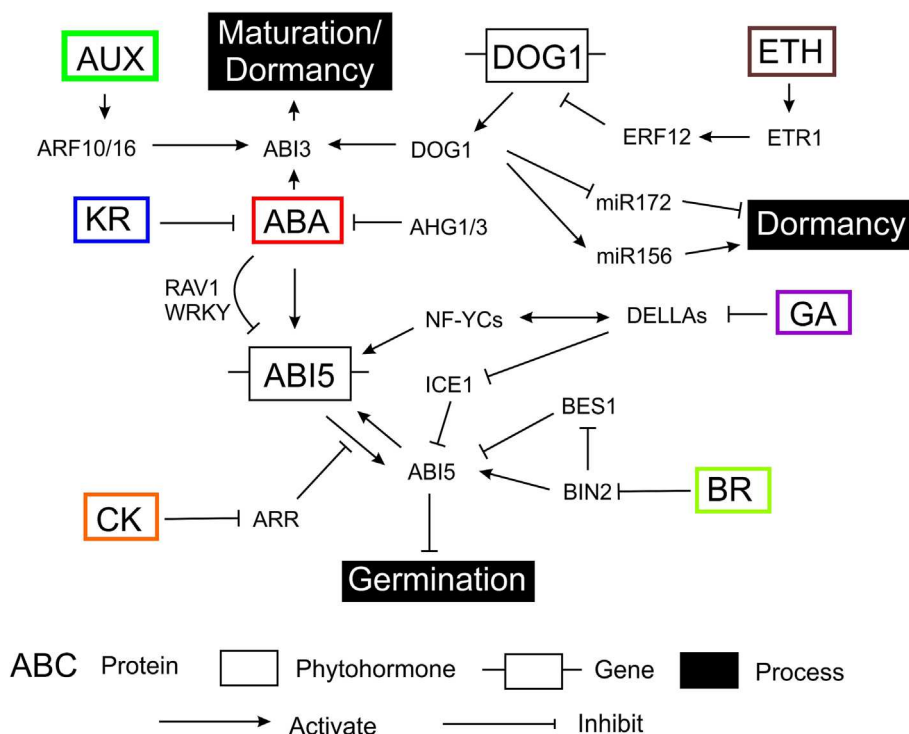 AUX
Maturation/
Dormancy
DOG1
ETH
ARF10/16
ABI3
DOG1
ERF12
ETR1
KR
ABA
AHG1/3
miR172
Dormancy
miR156
RAV1
WRKY
NF-YCs
DELLAs
GA
ABI5
ICE1
BES1
ABI5
BIN2
BR
CK
ARR
Germination
ABC Protein Phytohormone Gene Process
Activate Inhibit